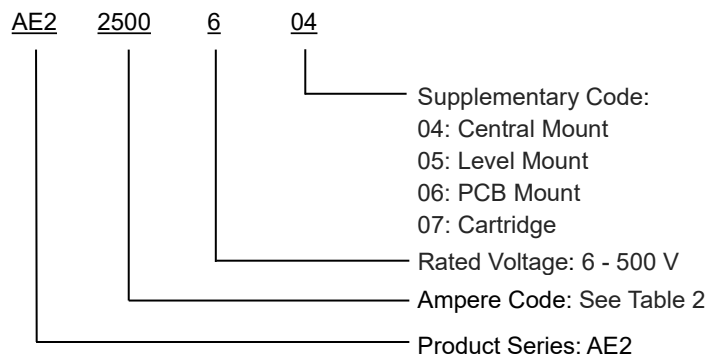 AE2 2500 6 04
Supplementary Code:
04: Central Mount
05: Level Mount
06: PCB Mount
07: Cartridge
Rated Voltage: 6 - 500 V
Ampere Code: See Table 2
Product Series: AE2